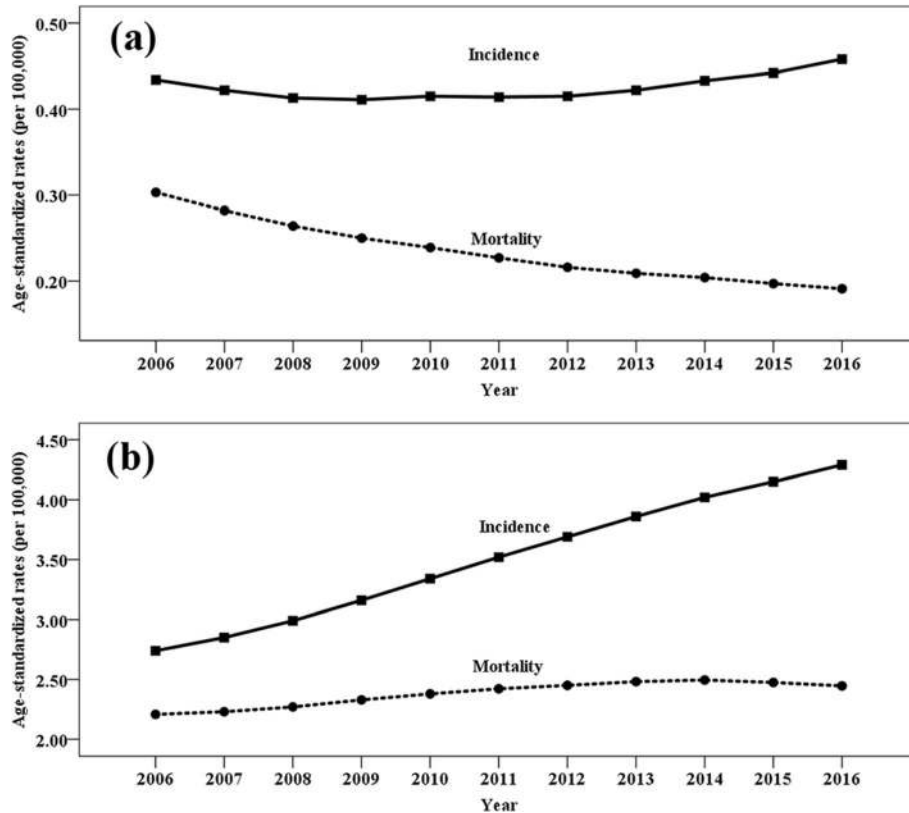 (a)
Incidence
Mortality
Age-standardized rates (per 100,000)
0.50
0.40
0.30
0.20
2006 2007 2008 2009 2010 2011 2012 2013 2014 2015 2016
Year
(b)
Incidence
Mortality
Age-standardized rates (per 100,000)
4.50
4.00
3.50
3.00
2.50
2.00
2006 2007 2008 2009 2010 2011 2012 2013 2014 2015 2016
Year